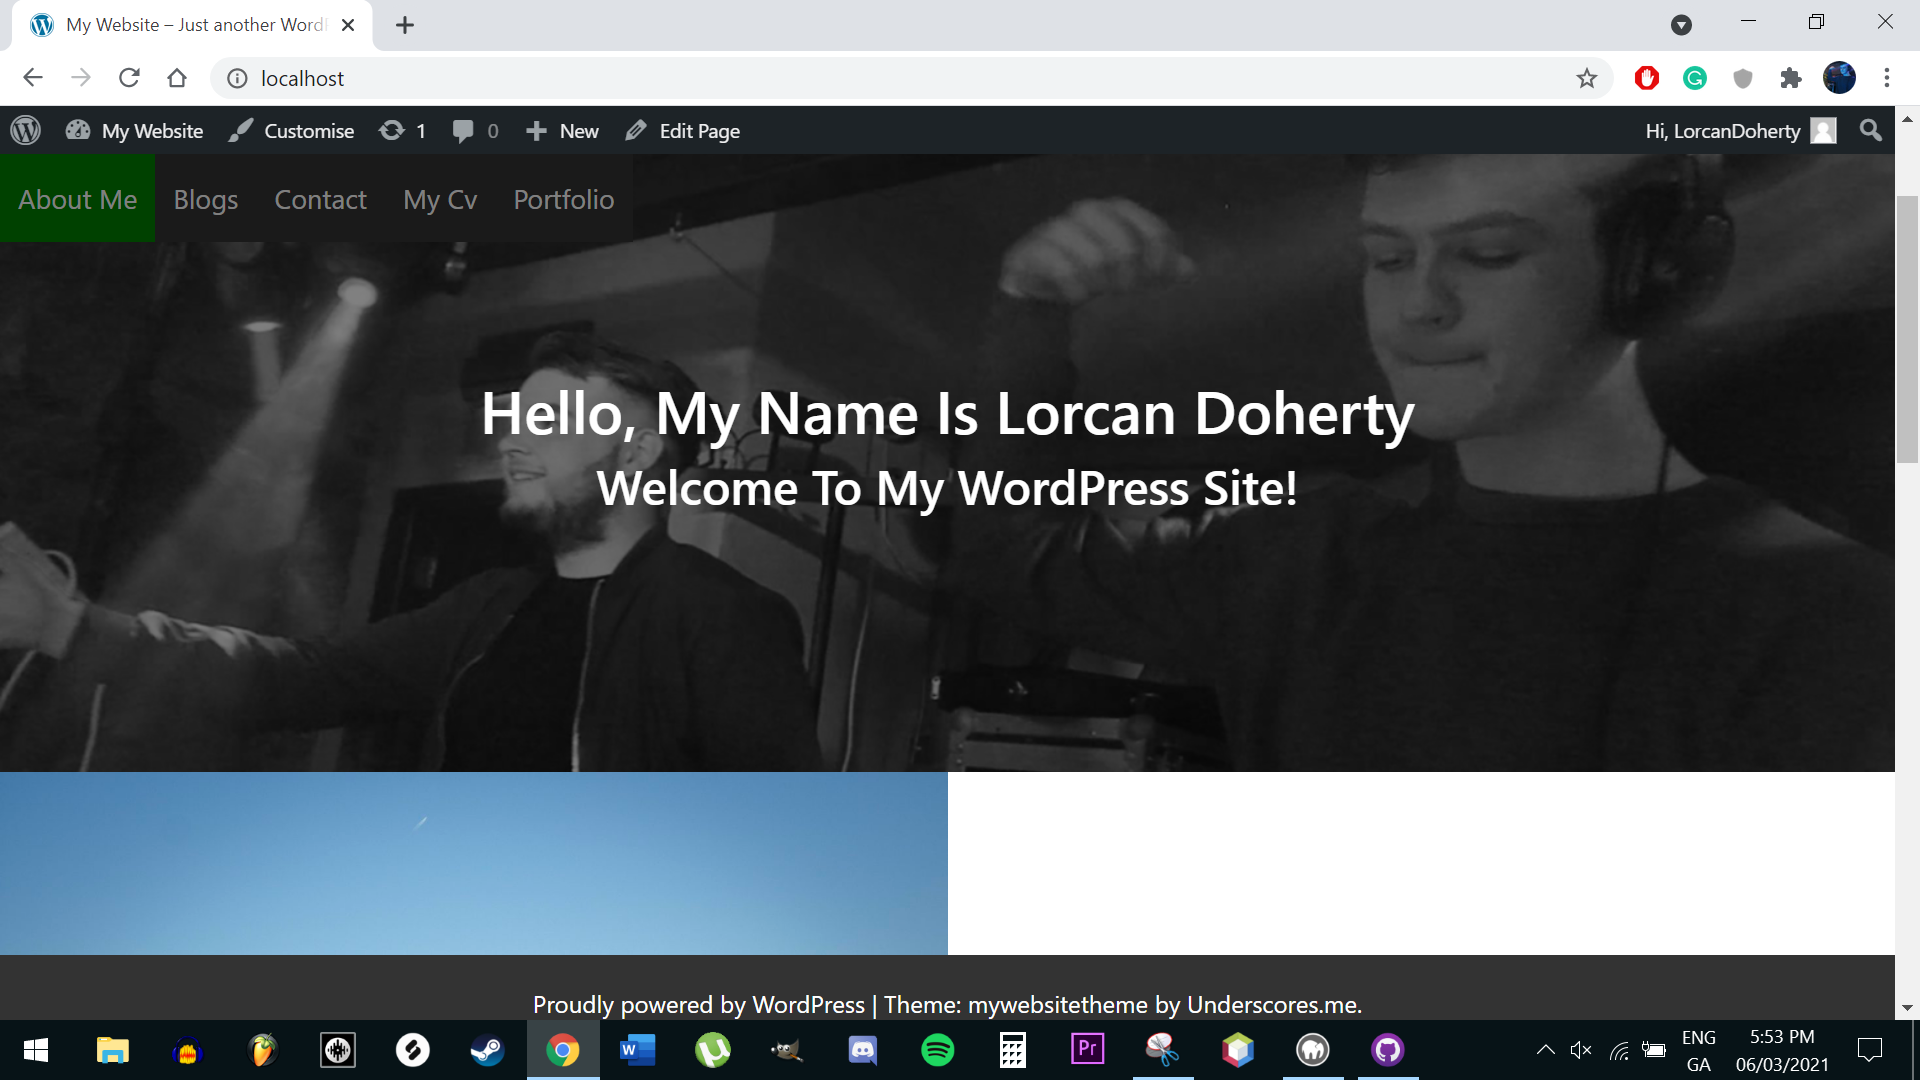 My Website – Just another Word
localhost
My Website Customise 1 0 New Edit Page Hi, LorcanDoherty
About Me Blogs Contact My Cv Portfolio
Hello, My Name Is Lorcan Doherty
Welcome To My WordPress Site!
Proudly powered by WordPress | Theme: mywebsitetheme by Underscores.me.
W Pr ENG 5:53 PM
GA 06/03/2021